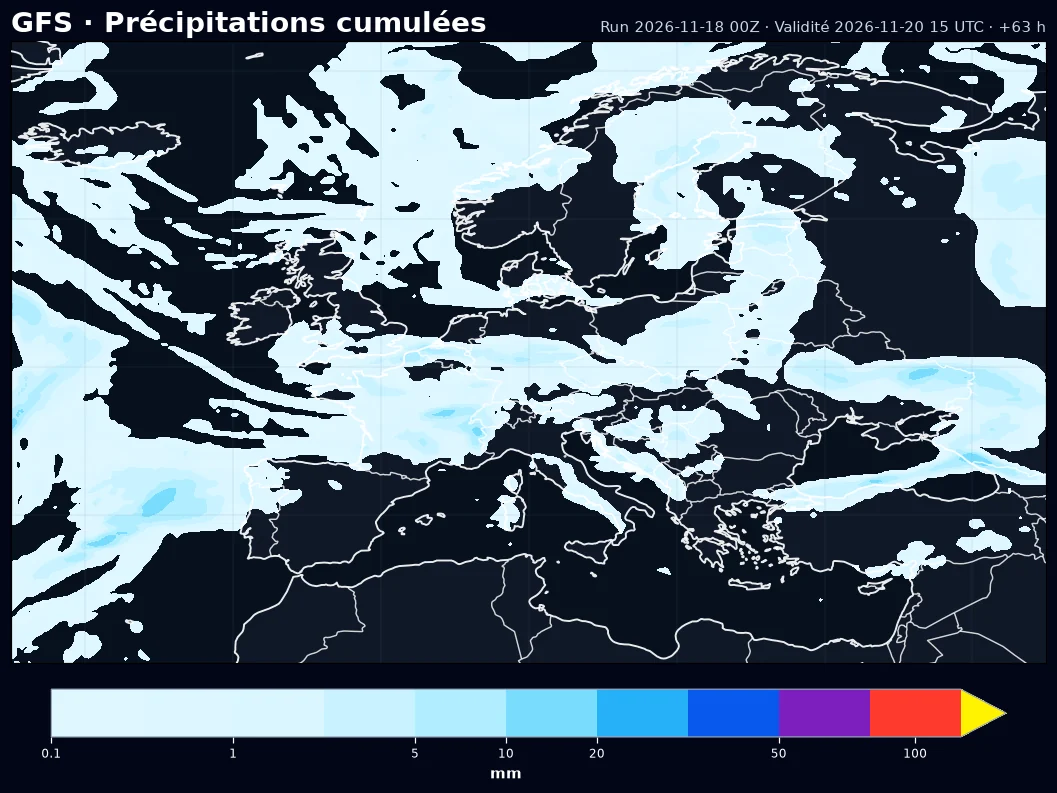 GFS · Précipitations cumulées
Run 2026-11-18 00Z · Validité 2026-11-20 15 UTC · +63 h
0.1 1 5 10 20 50 100
mm